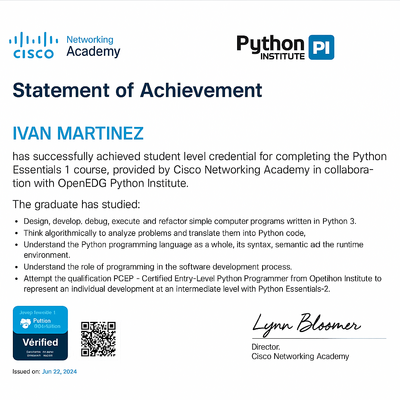 CISCO
Networking
Academy
Python
INSTITUTE
PI
Statement of Achievement
IVAN MARTINEZ
has successfully achieved student level credential for completing the Python
Essentials 1 course, provided by Cisco Networking Academy in collabora-
tion with OpenEDG Python Institute.
The graduate has studied:
• Design, develop. debug, execute and refactor simple computer programs written in Python 3.
• Think algorithmically to analyze problems and translate them into Python code,
• Understand the Python programming language as a whole, its syntax, semantic ad the runtime
environment.
• Understand the role of programming in the software development process.
• Attempt the qualification PCEP - Certified Entry-Level Python Programmer from Opetihon Institute to
represent an individual development at an intermediate level with Python Essentials-2.
Vérified
Lynn Bloomer
Director.
Cisco Networking Academy
Issued on: Jun 22, 2024